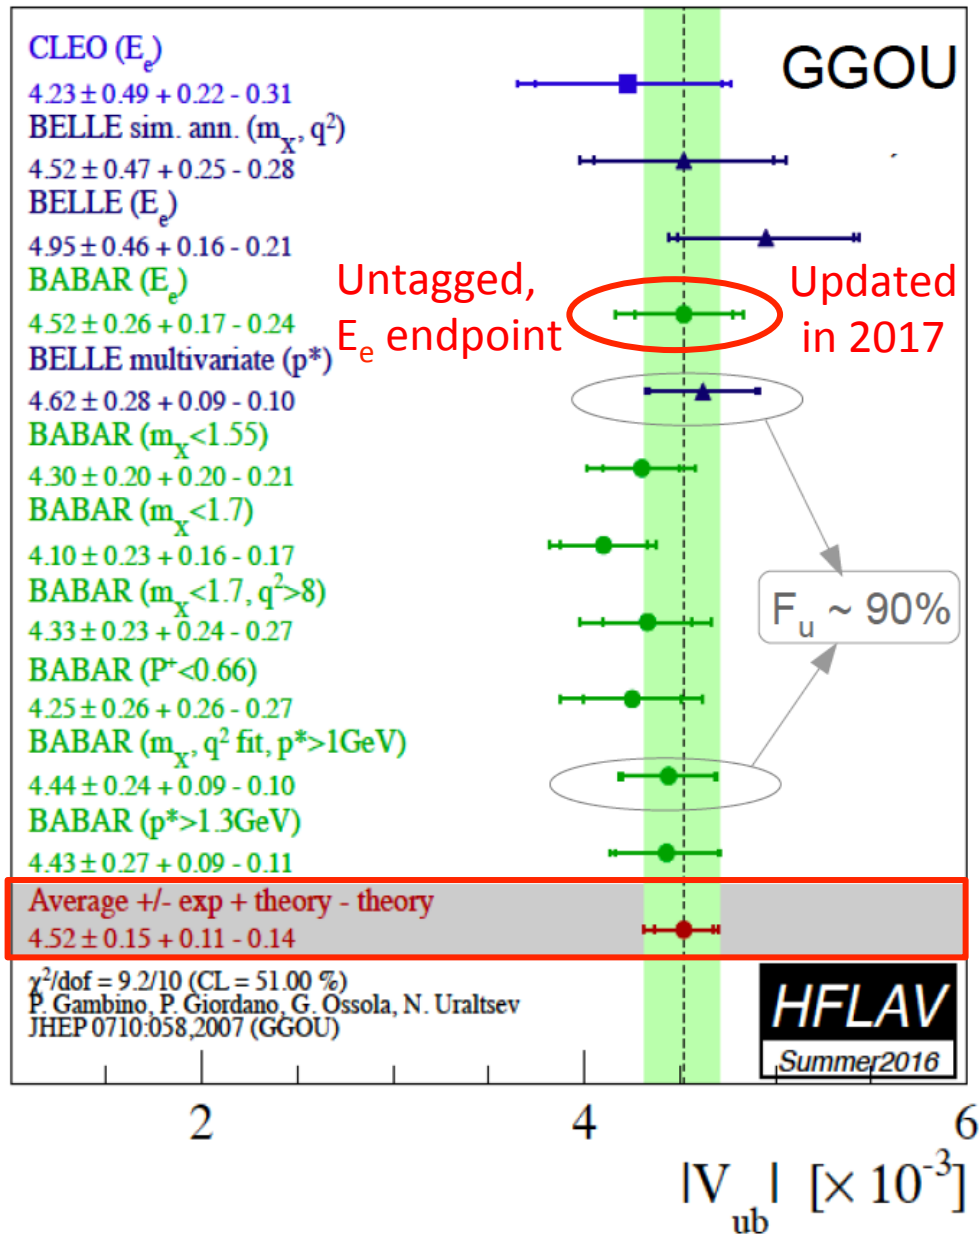 CLEO (Eₑ)
4.23 ± 0.49 + 0.22 - 0.31
GGOU
BELLE sim. ann. (m_X, q²)
4.52 ± 0.47 + 0.25 - 0.28
BELLE (Eₑ)
4.95 ± 0.46 + 0.16 - 0.21
BABAR (Eₑ)
4.52 ± 0.26 + 0.17 - 0.24
Untagged,
Eₑ endpoint
Updated
in 2017
BELLE multivariate (p*)
4.62 ± 0.28 + 0.09 - 0.10
BABAR (m_X<1.55)
4.30 ± 0.20 + 0.20 - 0.21
BABAR (m_X<1.7)
4.10 ± 0.23 + 0.16 - 0.17
BABAR (m_X<1.7, q²>8)
4.33 ± 0.23 + 0.24 - 0.27
F_u ~ 90%
BABAR (P⁺<0.66)
4.25 ± 0.26 + 0.26 - 0.27
BABAR (m_X, q² fit, p*>1GeV)
4.44 ± 0.24 + 0.09 - 0.10
BABAR (p*>1.3GeV)
4.43 ± 0.27 + 0.09 - 0.11
Average +/- exp + theory - theory
4.52 ± 0.15 + 0.11 - 0.14
χ²/dof = 9.2/10 (CL = 51.00 %)
P. Gambino, P. Giordano, G. Ossola, N. Uraltsev
JHEP 0710:058,2007 (GGOU)
HFLAV
Summer2016
2 4 6
|V_ub| [× 10⁻³]